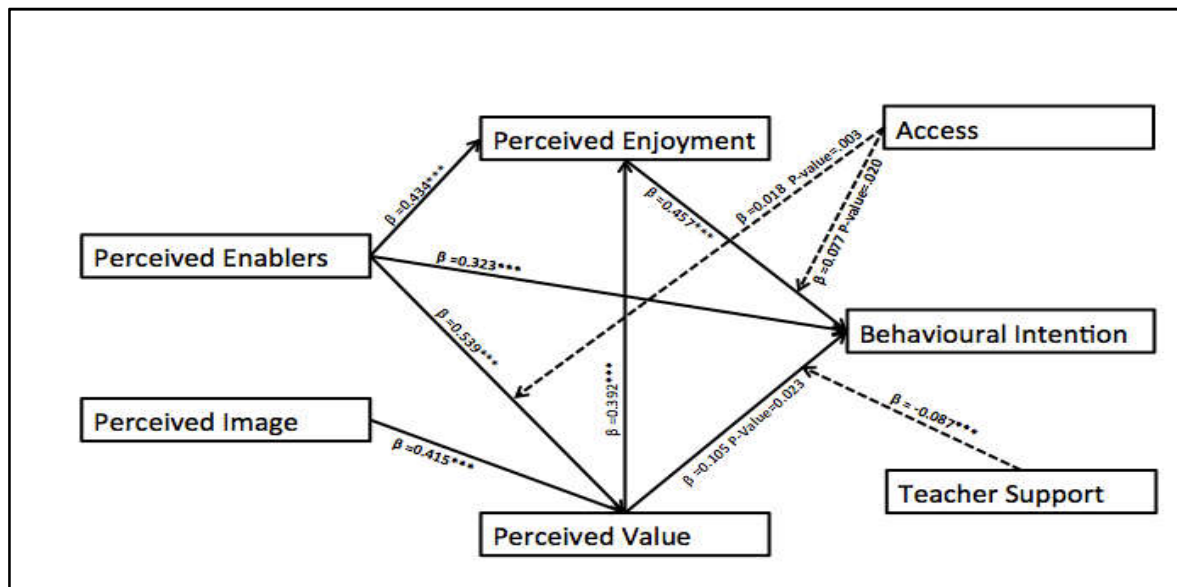 Perceived Enjoyment
Access
β =0.434***
β =0.457***
β =0.018 P-value=.003
β =0.077 P-value=.020
Perceived Enablers
β =0.323***
Behavioural Intention
β =0.539***
β =0.392***
Perceived Image
β =0.415***
β =0.105 P-Value=0.023
β = -0.087***
Teacher Support
Perceived Value